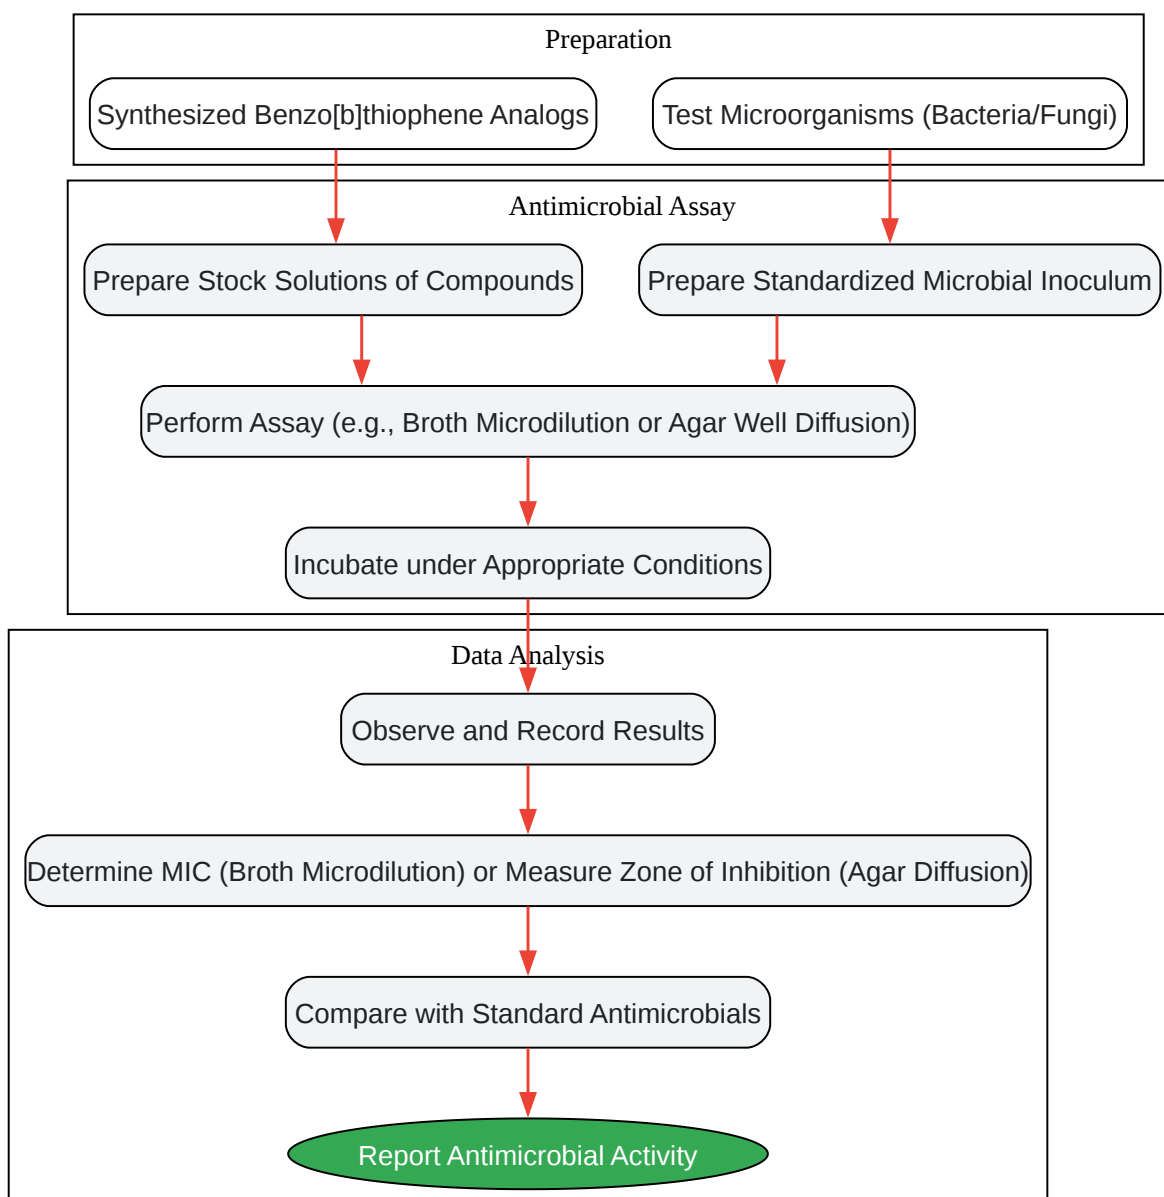 Preparation
Synthesized Benzo[b]thiophene Analogs
Test Microorganisms (Bacteria/Fungi)
Antimicrobial Assay
Prepare Stock Solutions of Compounds
Prepare Standardized Microbial Inoculum
Perform Assay (e.g., Broth Microdilution or Agar Well Diffusion)
Incubate under Appropriate Conditions
Data Analysis
Observe and Record Results
Determine MIC (Broth Microdilution) or Measure Zone of Inhibition (Agar Diffusion)
Compare with Standard Antimicrobials
Report Antimicrobial Activity